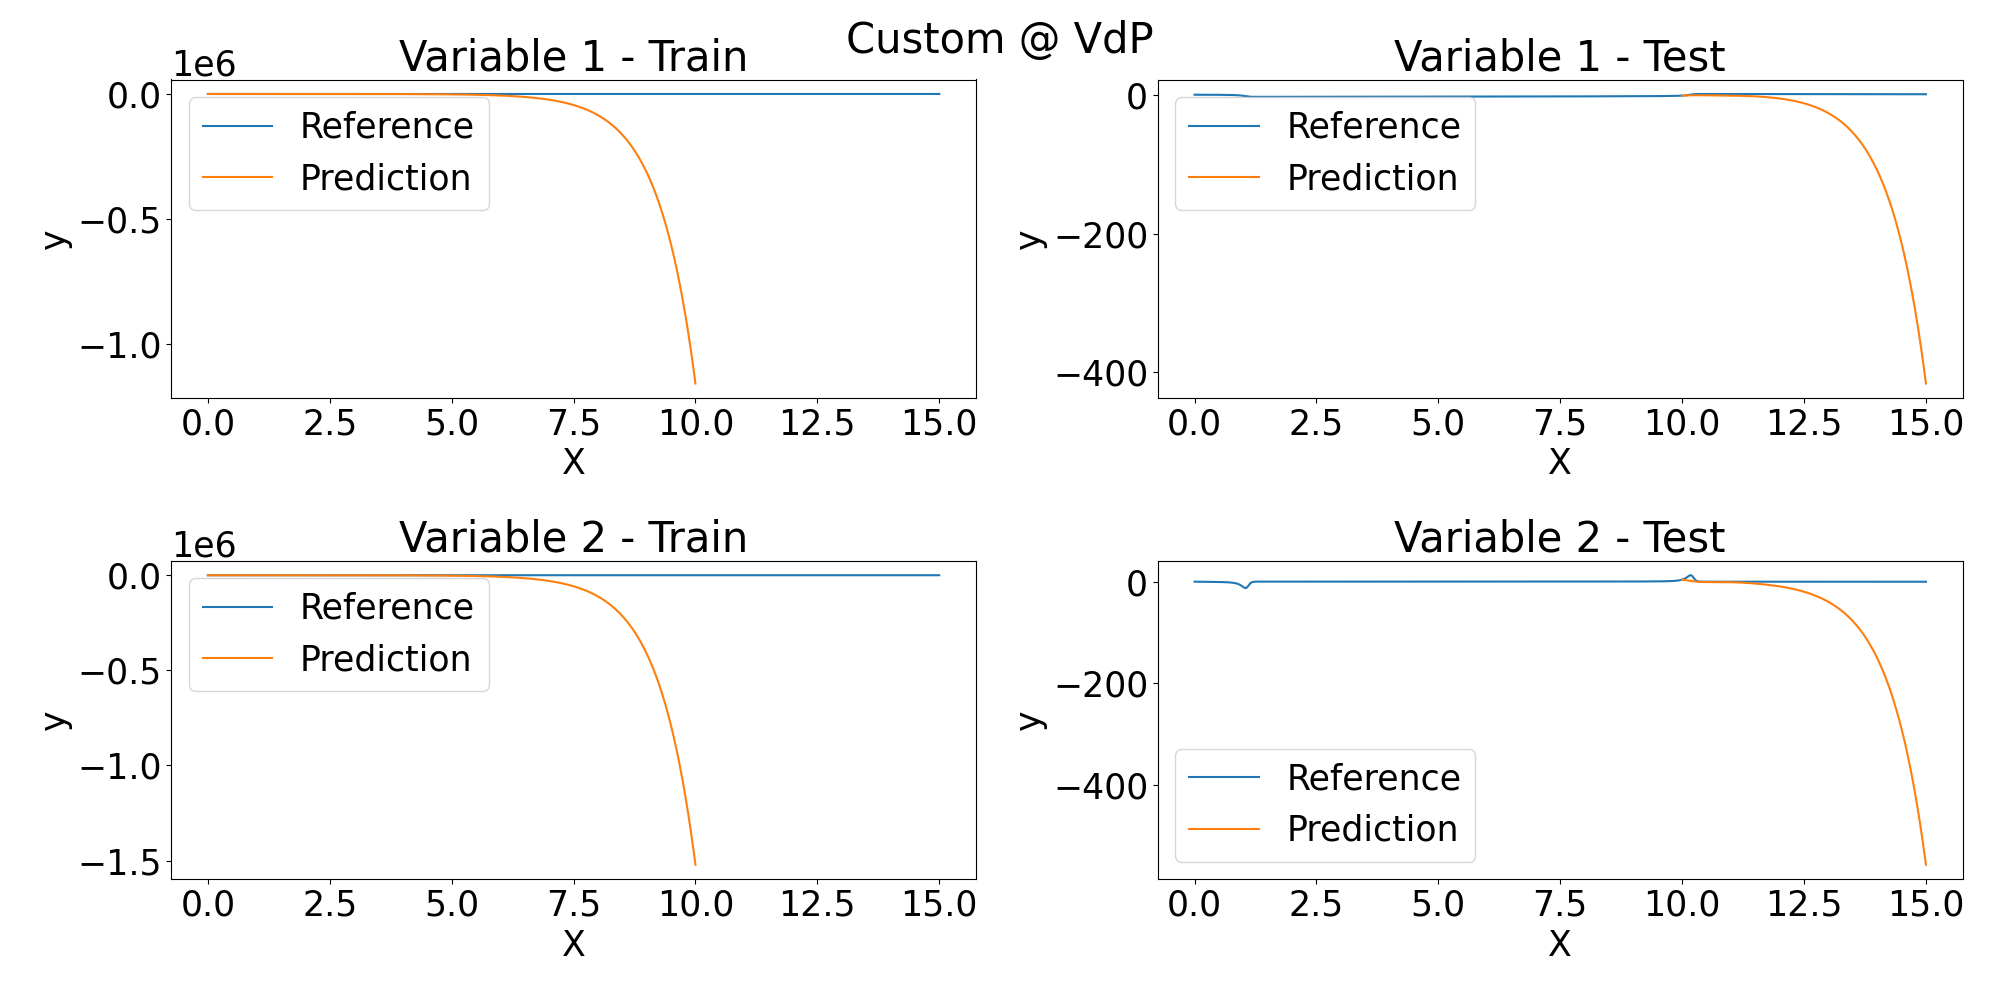 Custom @ VdP
Variable 1 - Train
1e6
0.0
−0.5
−1.0
y
Reference
Prediction
0.0 2.5 5.0 7.5 10.0 12.5 15.0
X
Variable 1 - Test
0
−200
−400
y
Reference
Prediction
0.0 2.5 5.0 7.5 10.0 12.5 15.0
X
Variable 2 - Train
1e6
0.0
−0.5
−1.0
−1.5
y
Reference
Prediction
0.0 2.5 5.0 7.5 10.0 12.5 15.0
X
Variable 2 - Test
0
−200
−400
y
Reference
Prediction
0.0 2.5 5.0 7.5 10.0 12.5 15.0
X